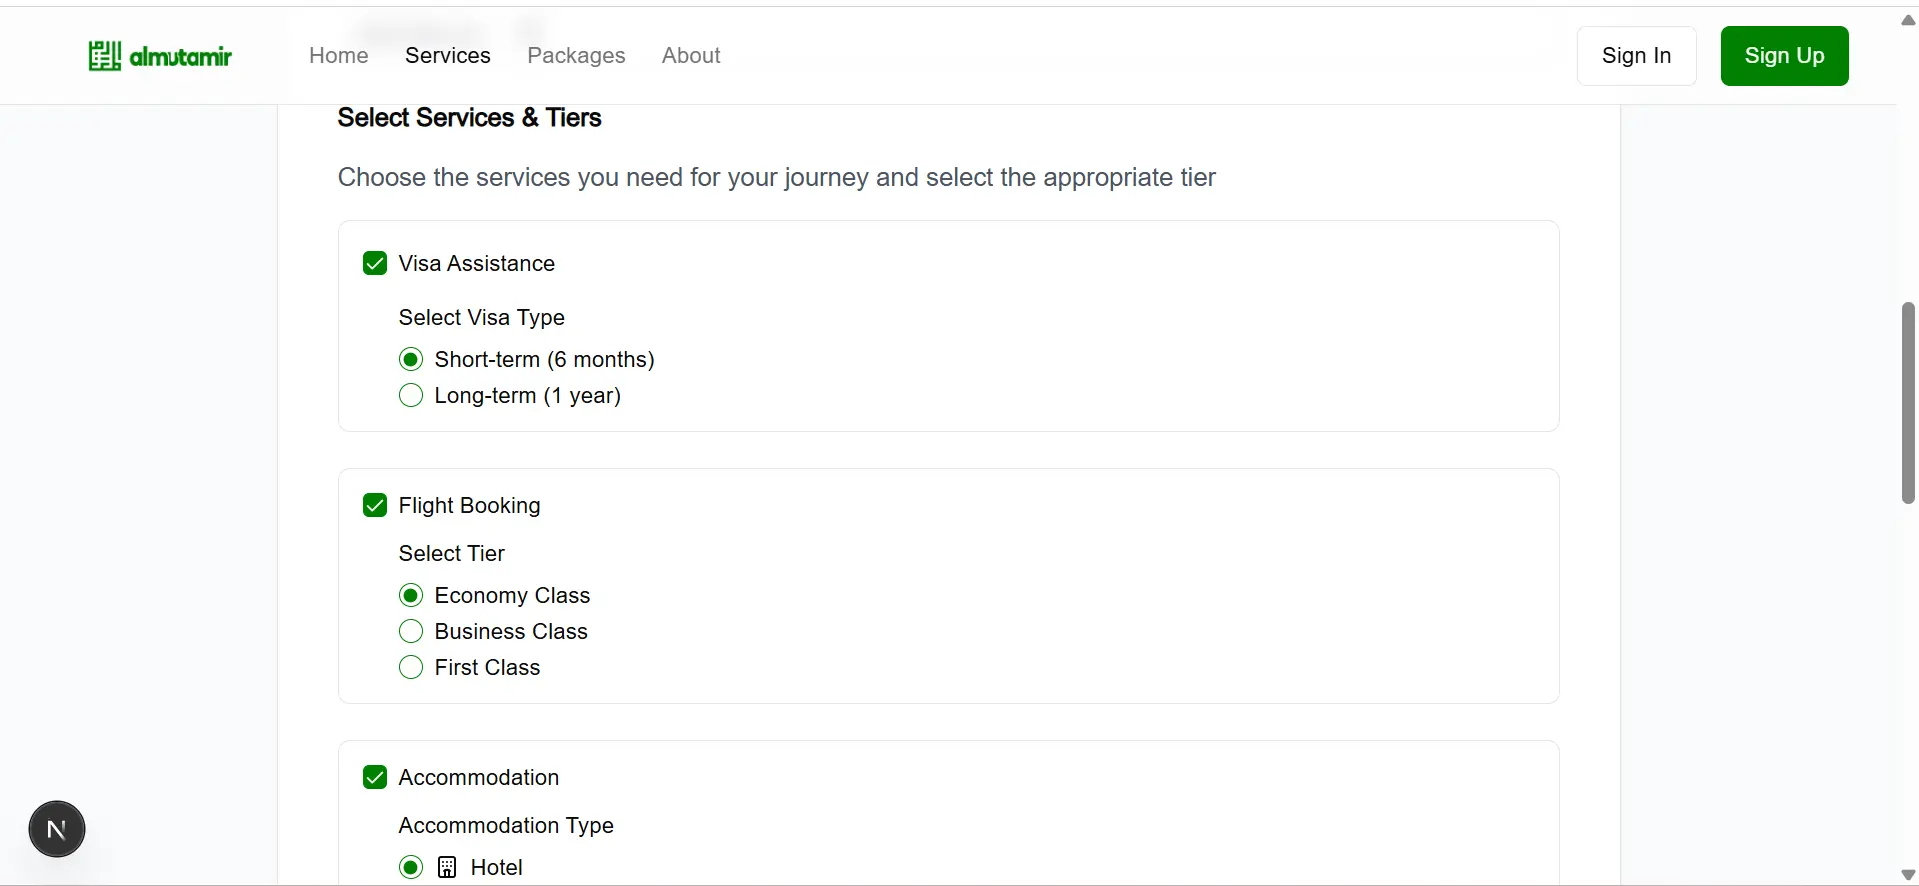 almutamir
Home
Services
Packages
About
Sign In
Sign Up
Select Services & Tiers
Choose the services you need for your journey and select the appropriate tier
Visa Assistance
Select Visa Type
Short-term (6 months)
Long-term (1 year)
Flight Booking
Select Tier
Economy Class
Business Class
First Class
Accommodation
Accommodation Type
Hotel
N